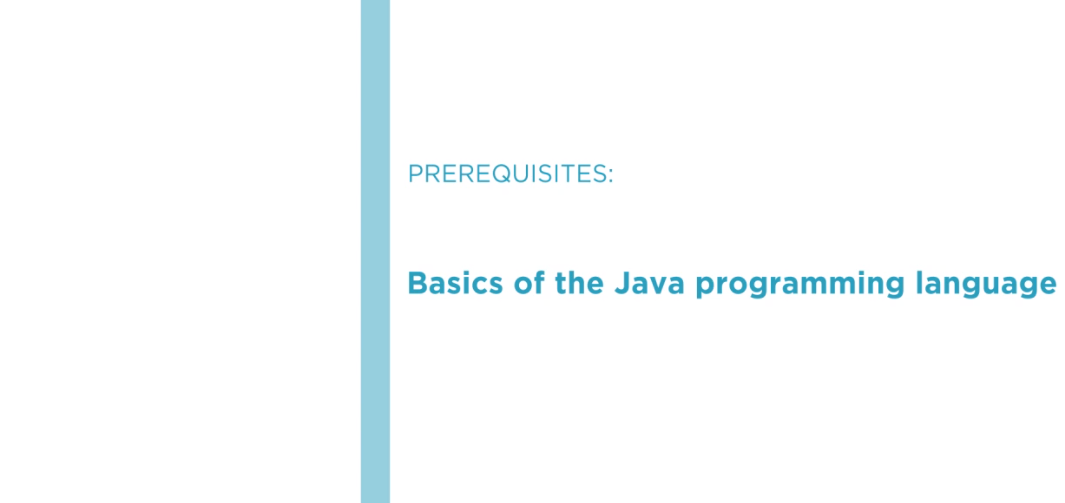 PREREQUISITES:
Basics of the Java programming language